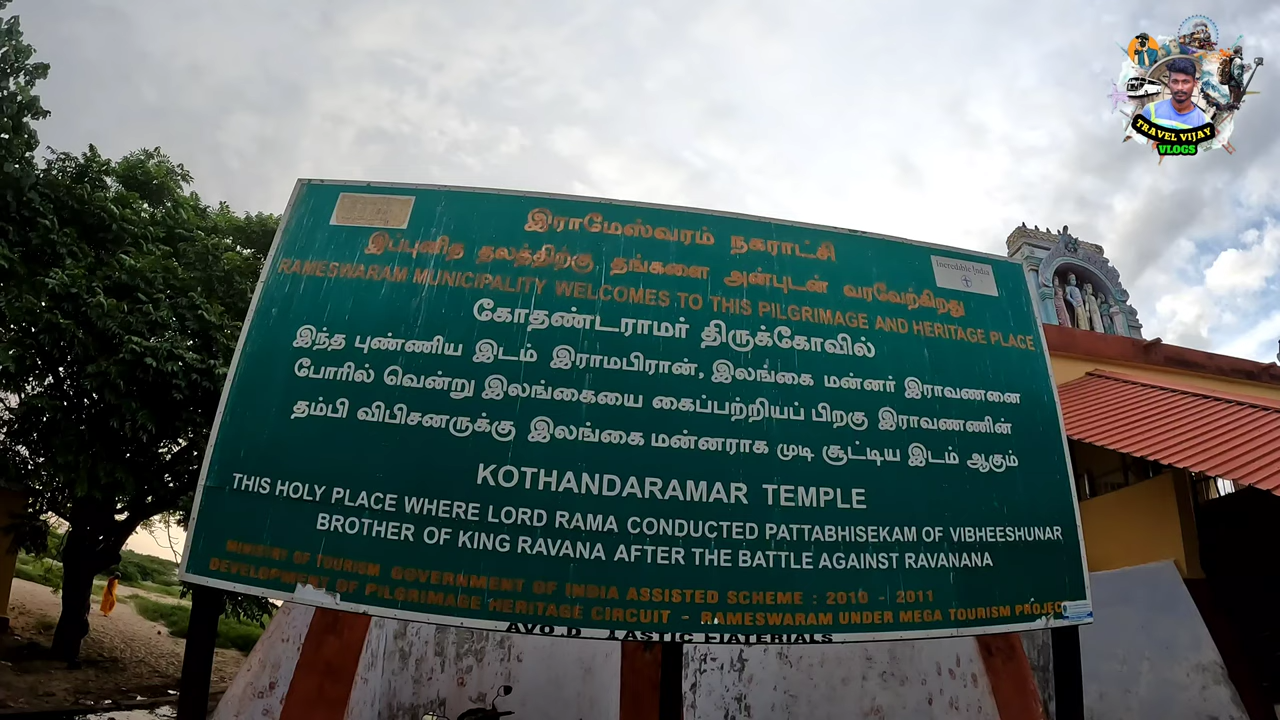 TRAVEL VIJAY
VLOGS
Incredible India
இராமேஸ்வரம் நகராட்சி
இப்புனித தலத்திற்கு தங்களை அன்புடன் வரவேற்கிறது
RAMESWARAM MUNICIPALITY WELCOMES TO THIS PILGRIMAGE AND HERITAGE PLACE
கோதண்டராமர் திருக்கோவில்
இந்த புண்ணிய இடம் இராமபிரான், இலங்கை மன்னர் இராவணனை
போரில் வென்று இலங்கையை கைப்பற்றியப் பிறகு இராவணணின்
தம்பி விபிசனருக்கு இலங்கை மன்னராக முடி சூட்டிய இடம் ஆகும்
KOTHANDARAMAR TEMPLE
THIS HOLY PLACE WHERE LORD RAMA CONDUCTED PATTABHISEKAM OF VIBHEESHUNAR
BROTHER OF KING RAVANA AFTER THE BATTLE AGAINST RAVANANA
MINISTRY OF TOURISM GOVERNMENT OF INDIA ASSISTED SCHEME : 2010 - 2011
DEVELOPMENT OF PILGRIMAGE HERITAGE CIRCUIT - RAMESWARAM UNDER MEGA TOURISM PROJEC